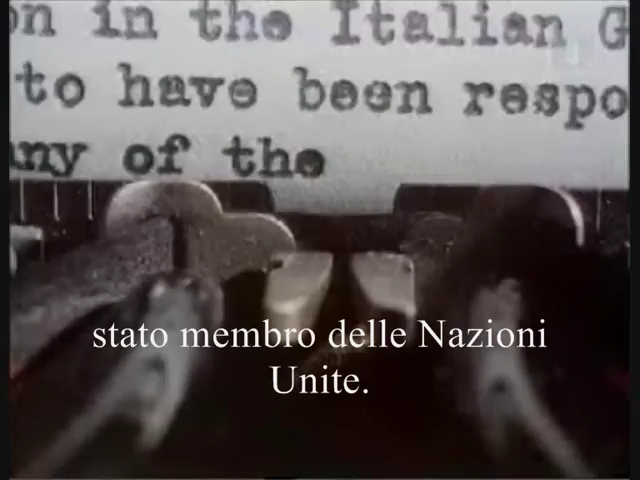 on in the Italian G
to have been respo
ny of the
stato membro delle Nazioni
Unite.